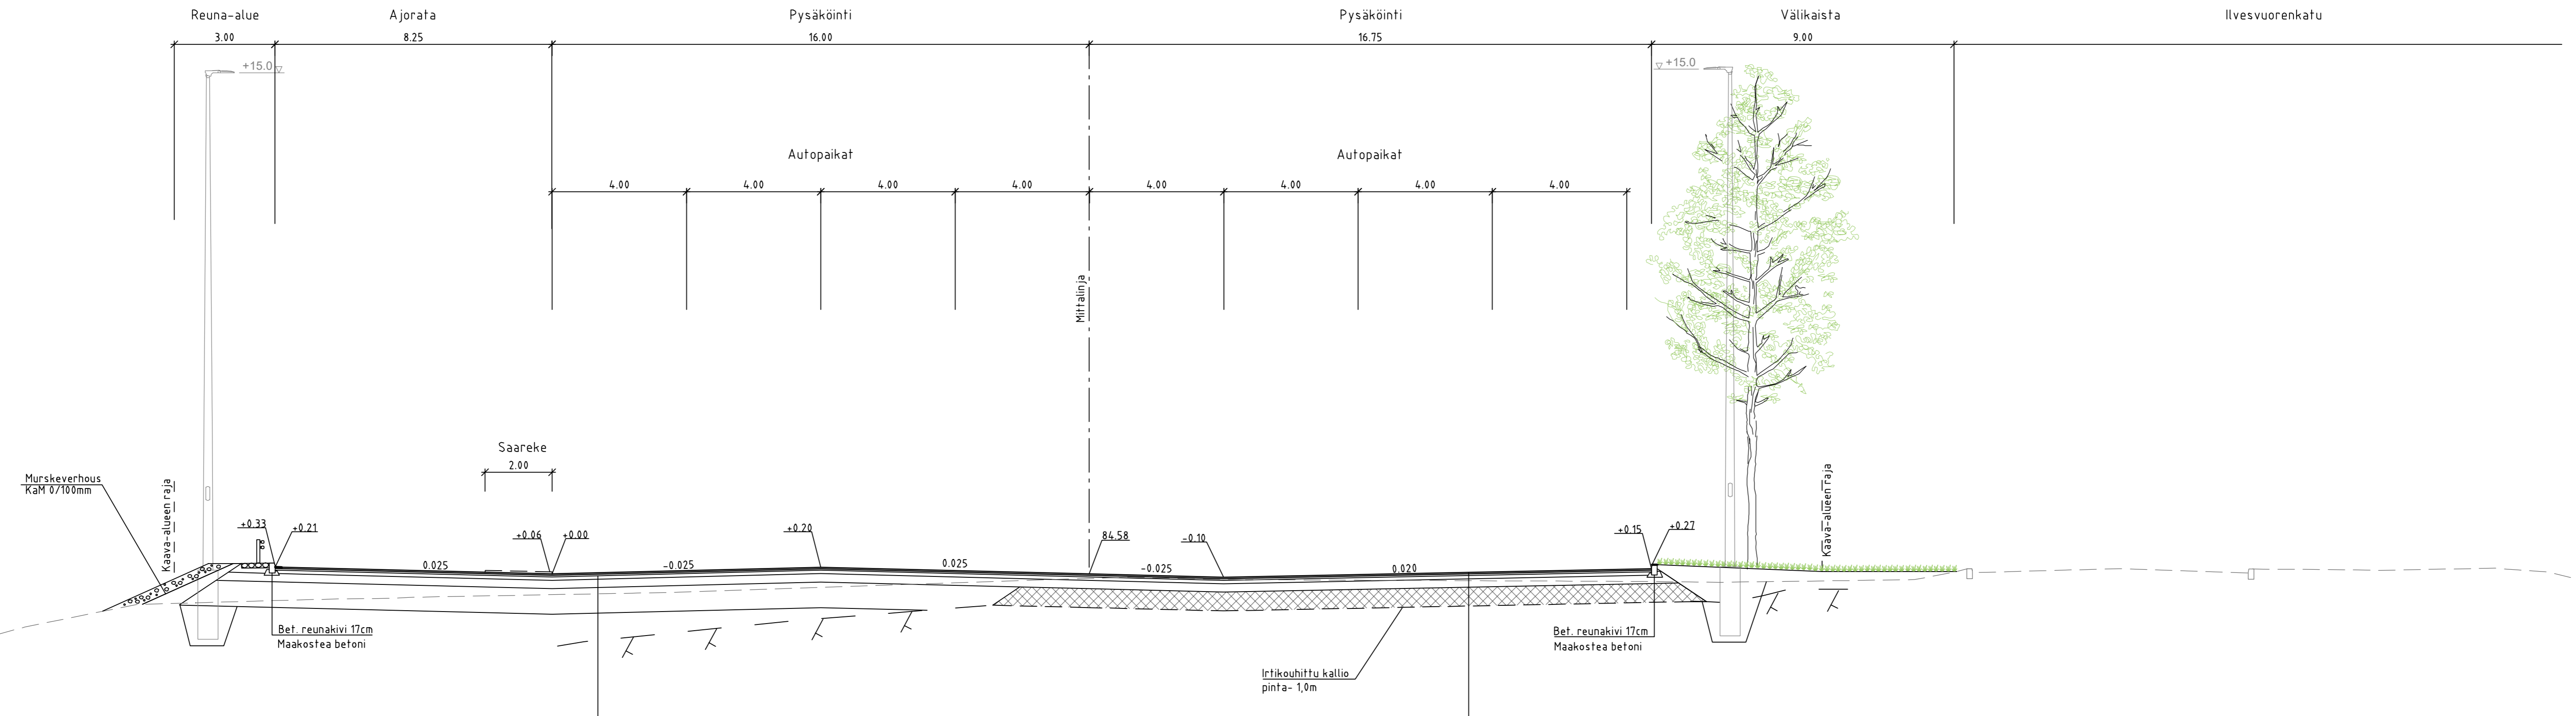 Reuna-alue
Ajorata
Pysäköinti
Pysäköinti
Välikaista
Ilvesvuorenkatu
3.00
8.25
16.00
16.75
9.00
+15.0
+15.0
Autopaikat
Autopaikat
4.00
4.00
4.00
4.00
4.00
4.00
4.00
4.00
Mittalinja
Saareke
2.00
Murskeverhous
KaM 0/100mm
Kaava-alueen raja
Kaava-alueen raja
+0.33
+0.21
+0.06
+0.00
+0.20
84.58
-0.10
+0.15
+0.27
0.025
-0.025
0.025
-0.025
0.020
Bet. reunakivi 17cm
Maakostea betoni
Bet. reunakivi 17cm
Maakostea betoni
Irtikouhittu kallio
pinta- 1,0m